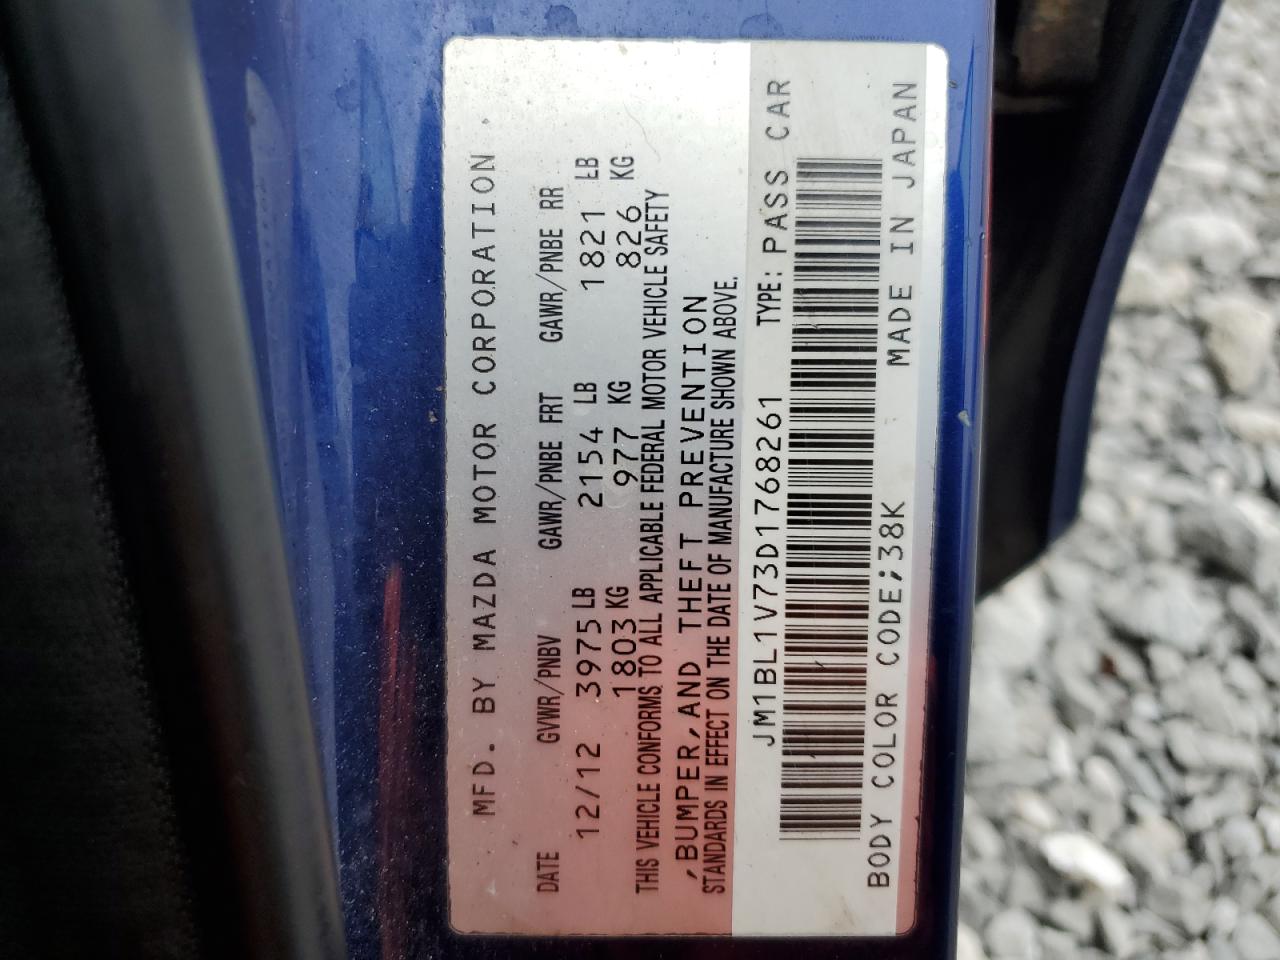 MFD. BY MAZDA MOTOR CORPORATION
DATE GVWR/PNBV GAWR/PNBE FRT GAWR/PNBE RR
12/12 3975 LB 2154 LB 1821 LB
1803 KG 977 KG 826 KG
THIS VEHICLE CONFORMS TO ALL APPLICABLE FEDERAL MOTOR VEHICLE SAFETY
,BUMPER,AND THEFT PREVENTION
STANDARDS IN EFFECT ON THE DATE OF MANUFACTURE SHOWN ABOVE.
JM1BL1V73D1768261 TYPE: PASS CAR
BODY COLOR CODE;38K MADE IN JAPAN